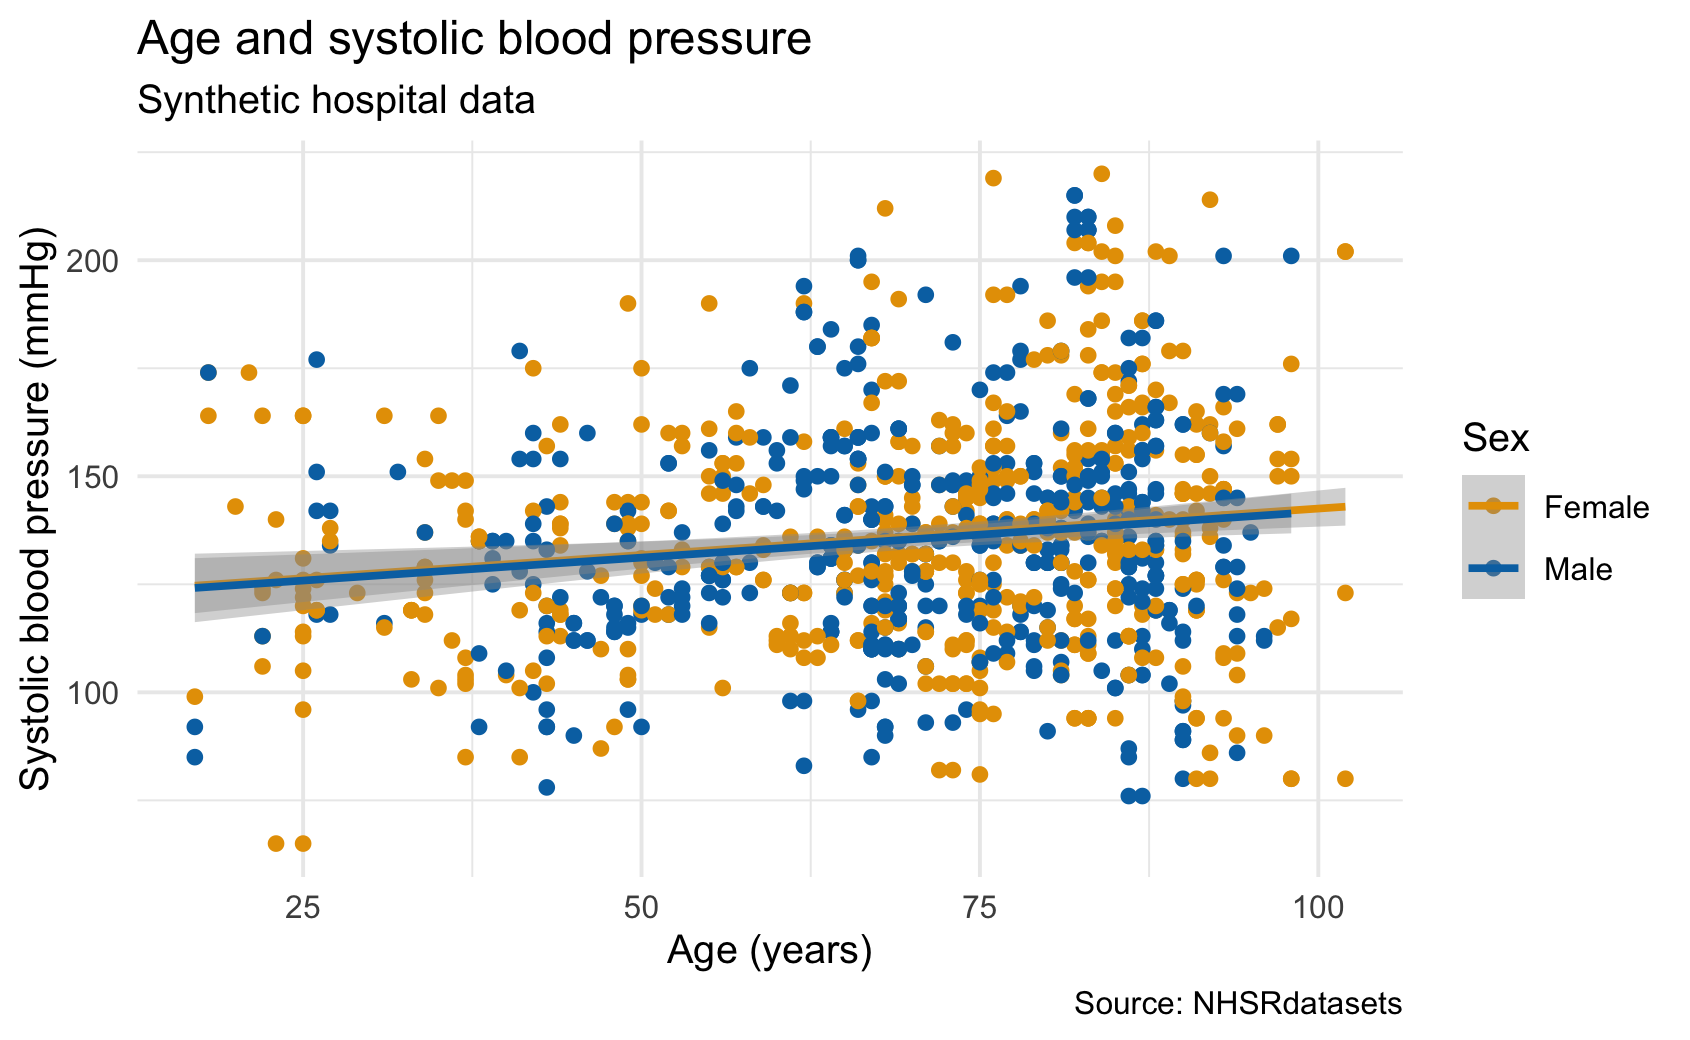 Age and systolic blood pressure
Synthetic hospital data
Systolic blood pressure (mmHg)
200
150
100
25 50 75 100
Age (years)
Sex
Female
Male
Source: NHSRdatasets